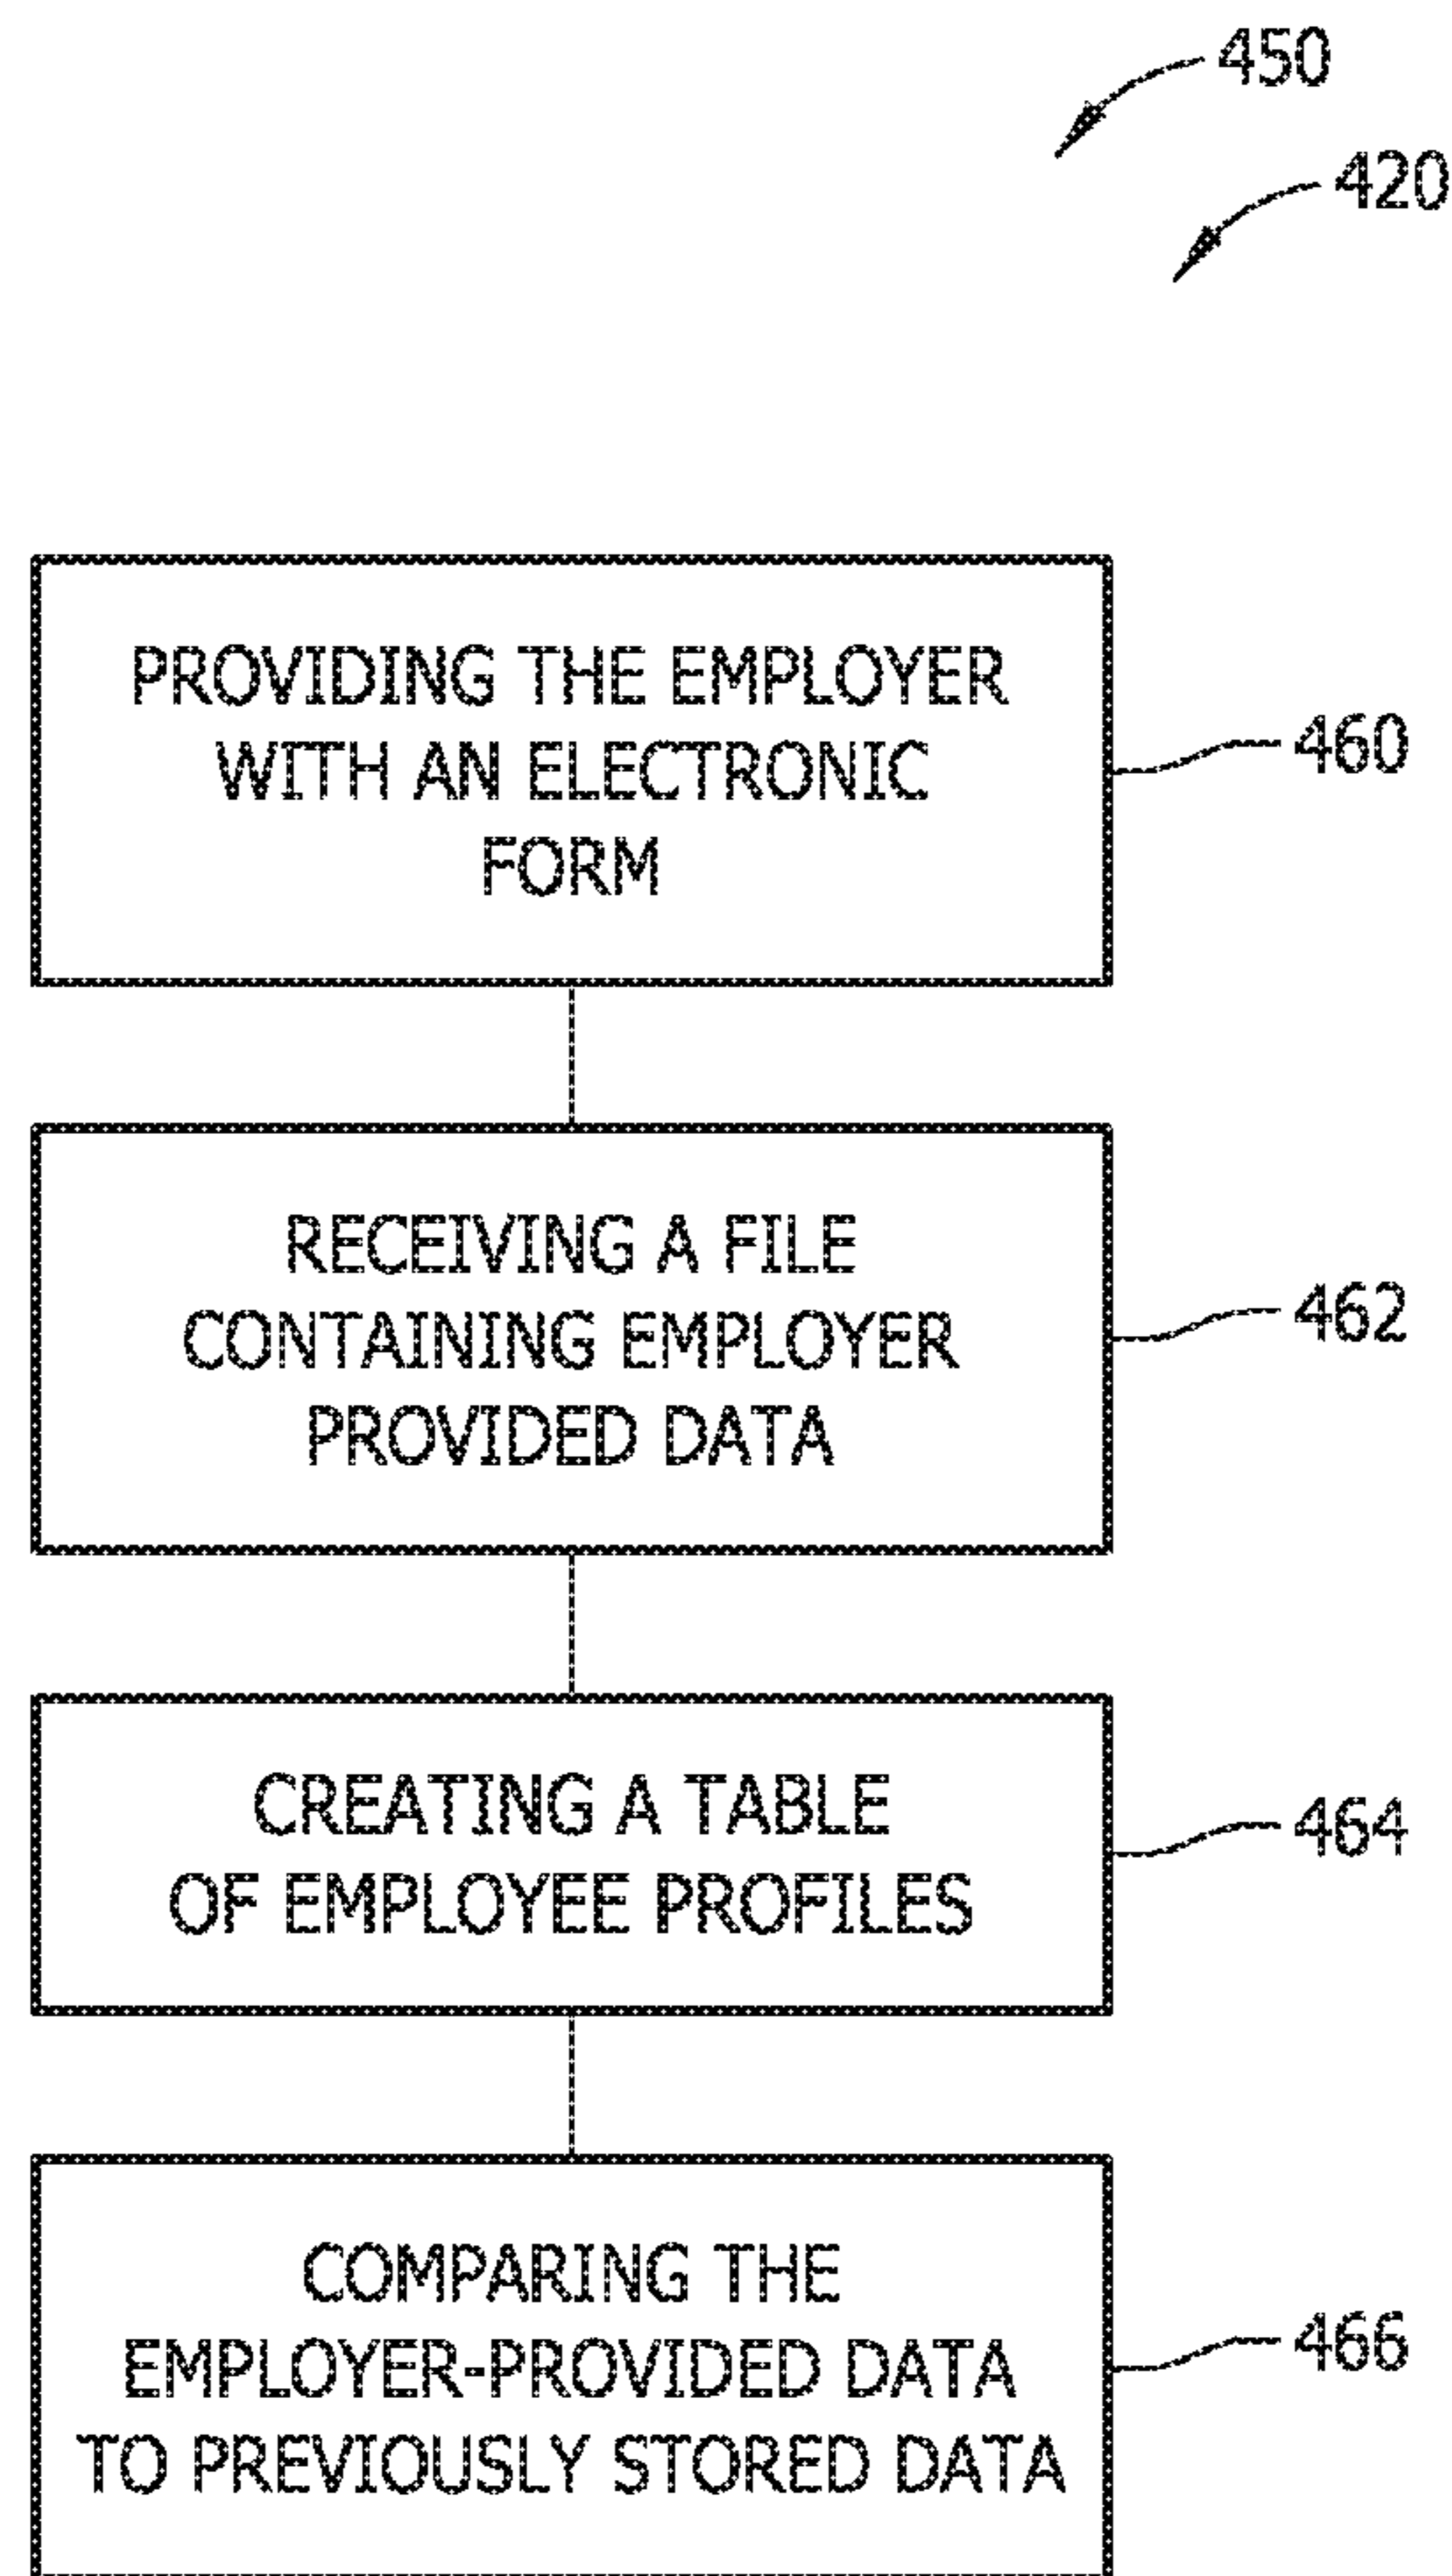 450
420
PROVIDING THE EMPLOYER
WITH AN ELECTRONIC
FORM
460
RECEIVING A FILE
CONTAINING EMPLOYER
PROVIDED DATA
462
CREATING A TABLE
OF EMPLOYEE PROFILES
464
COMPARING THE
EMPLOYER-PROVIDED DATA
TO PREVIOUSLY STORED DATA
466